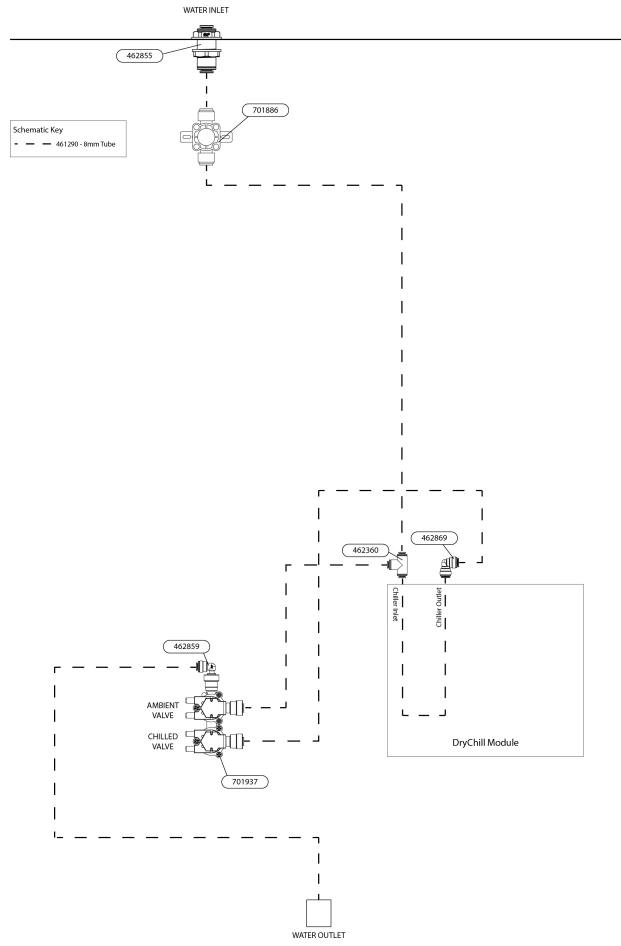 WATER INLET
462855
701886
Schematic Key
461290 - 8mm Tube
462869
462360
Chiller Inlet
Chiller Outlet
462859
AMBIENT
VALVE
CHILLED
VALVE
DryChill Module
701937
WATER OUTLET